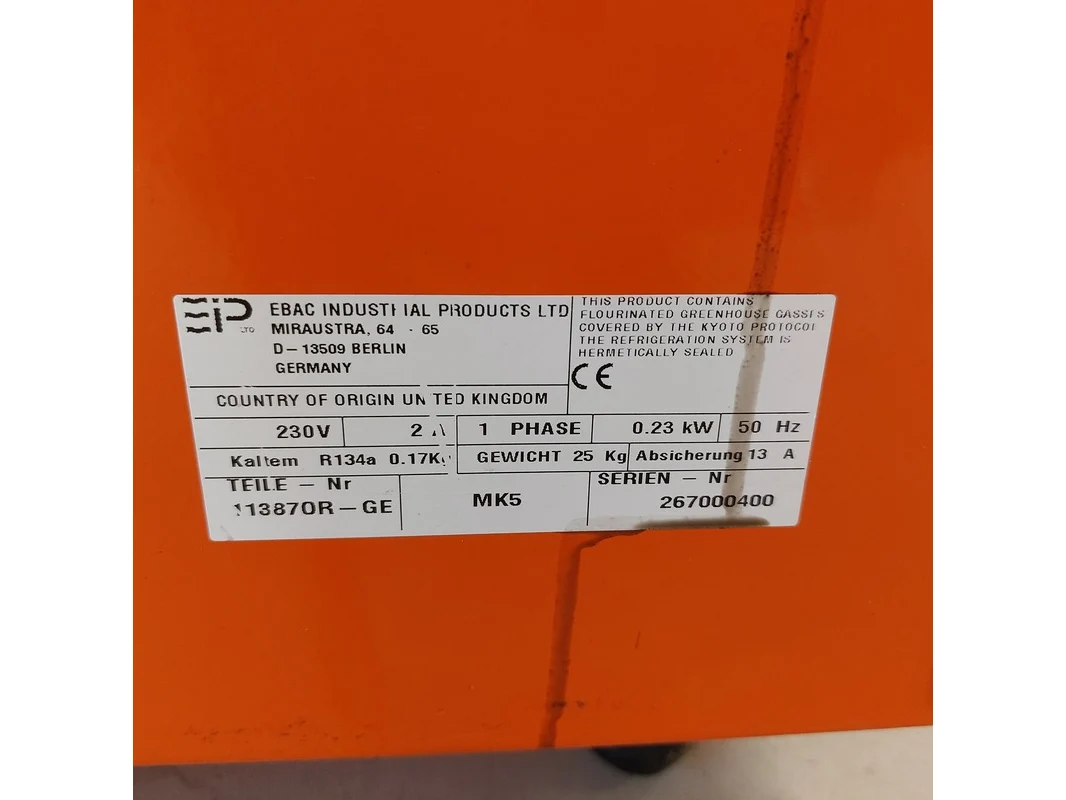 EIP LTD
EBAC INDUSTRIAL PRODUCTS LTD
MIRAUSTRA, 64 - 65
D-13509 BERLIN
GERMANY
THIS PRODUCT CONTAINS
FLOURINATED GREENHOUSE GASSES
COVERED BY THE KYOTO PROTOCOL
THE REFRIGERATION SYSTEM IS
HERMETICALLY SEALED
CE
COUNTRY OF ORIGIN UNITED KINGDOM
230V 2 A 1 PHASE 0.23 kW 50 Hz
Kaltem R134a 0.17Kg GEWICHT 25 Kg Absicherung 13 A
TEILE - Nr
11387OR-GE
MK5
SERIEN - Nr
267000400